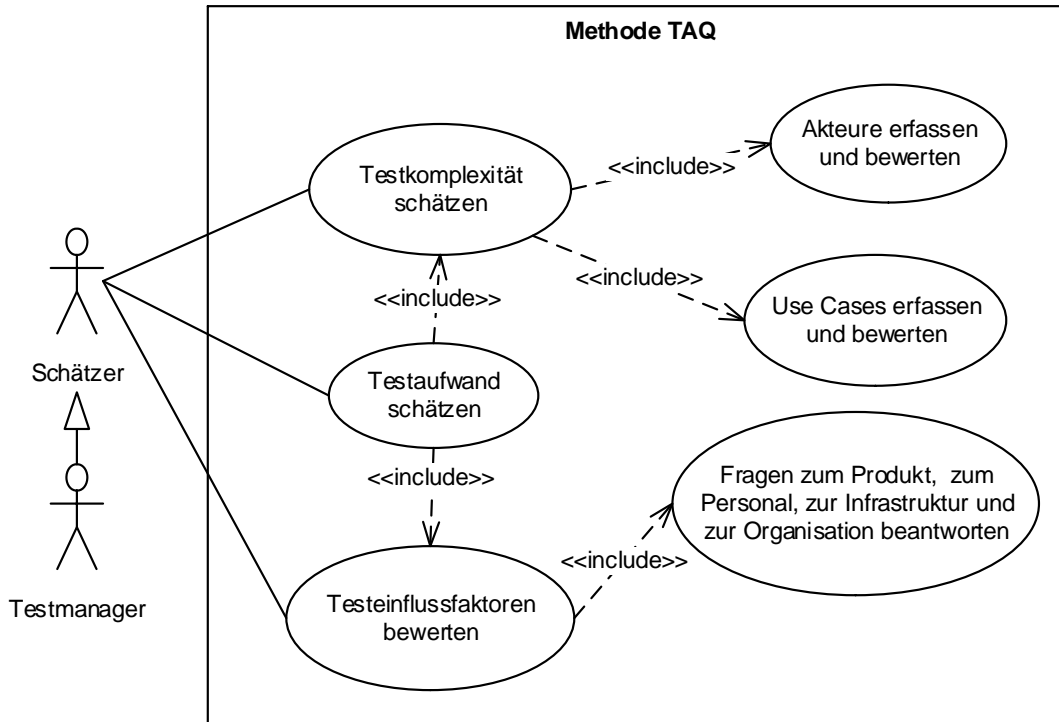 Methode TAQ
Akteure erfassen
und bewerten
<<include>>
Testkomplexität
schätzen
<<include>>
Use Cases erfassen
und bewerten
<<include>>
Schätzer
Testaufwand
schätzen
<<include>>
Fragen zum Produkt, zum
Personal, zur Infrastruktur und
zur Organisation beantworten
<<include>>
Testmanager
Testeinflussfaktoren
bewerten